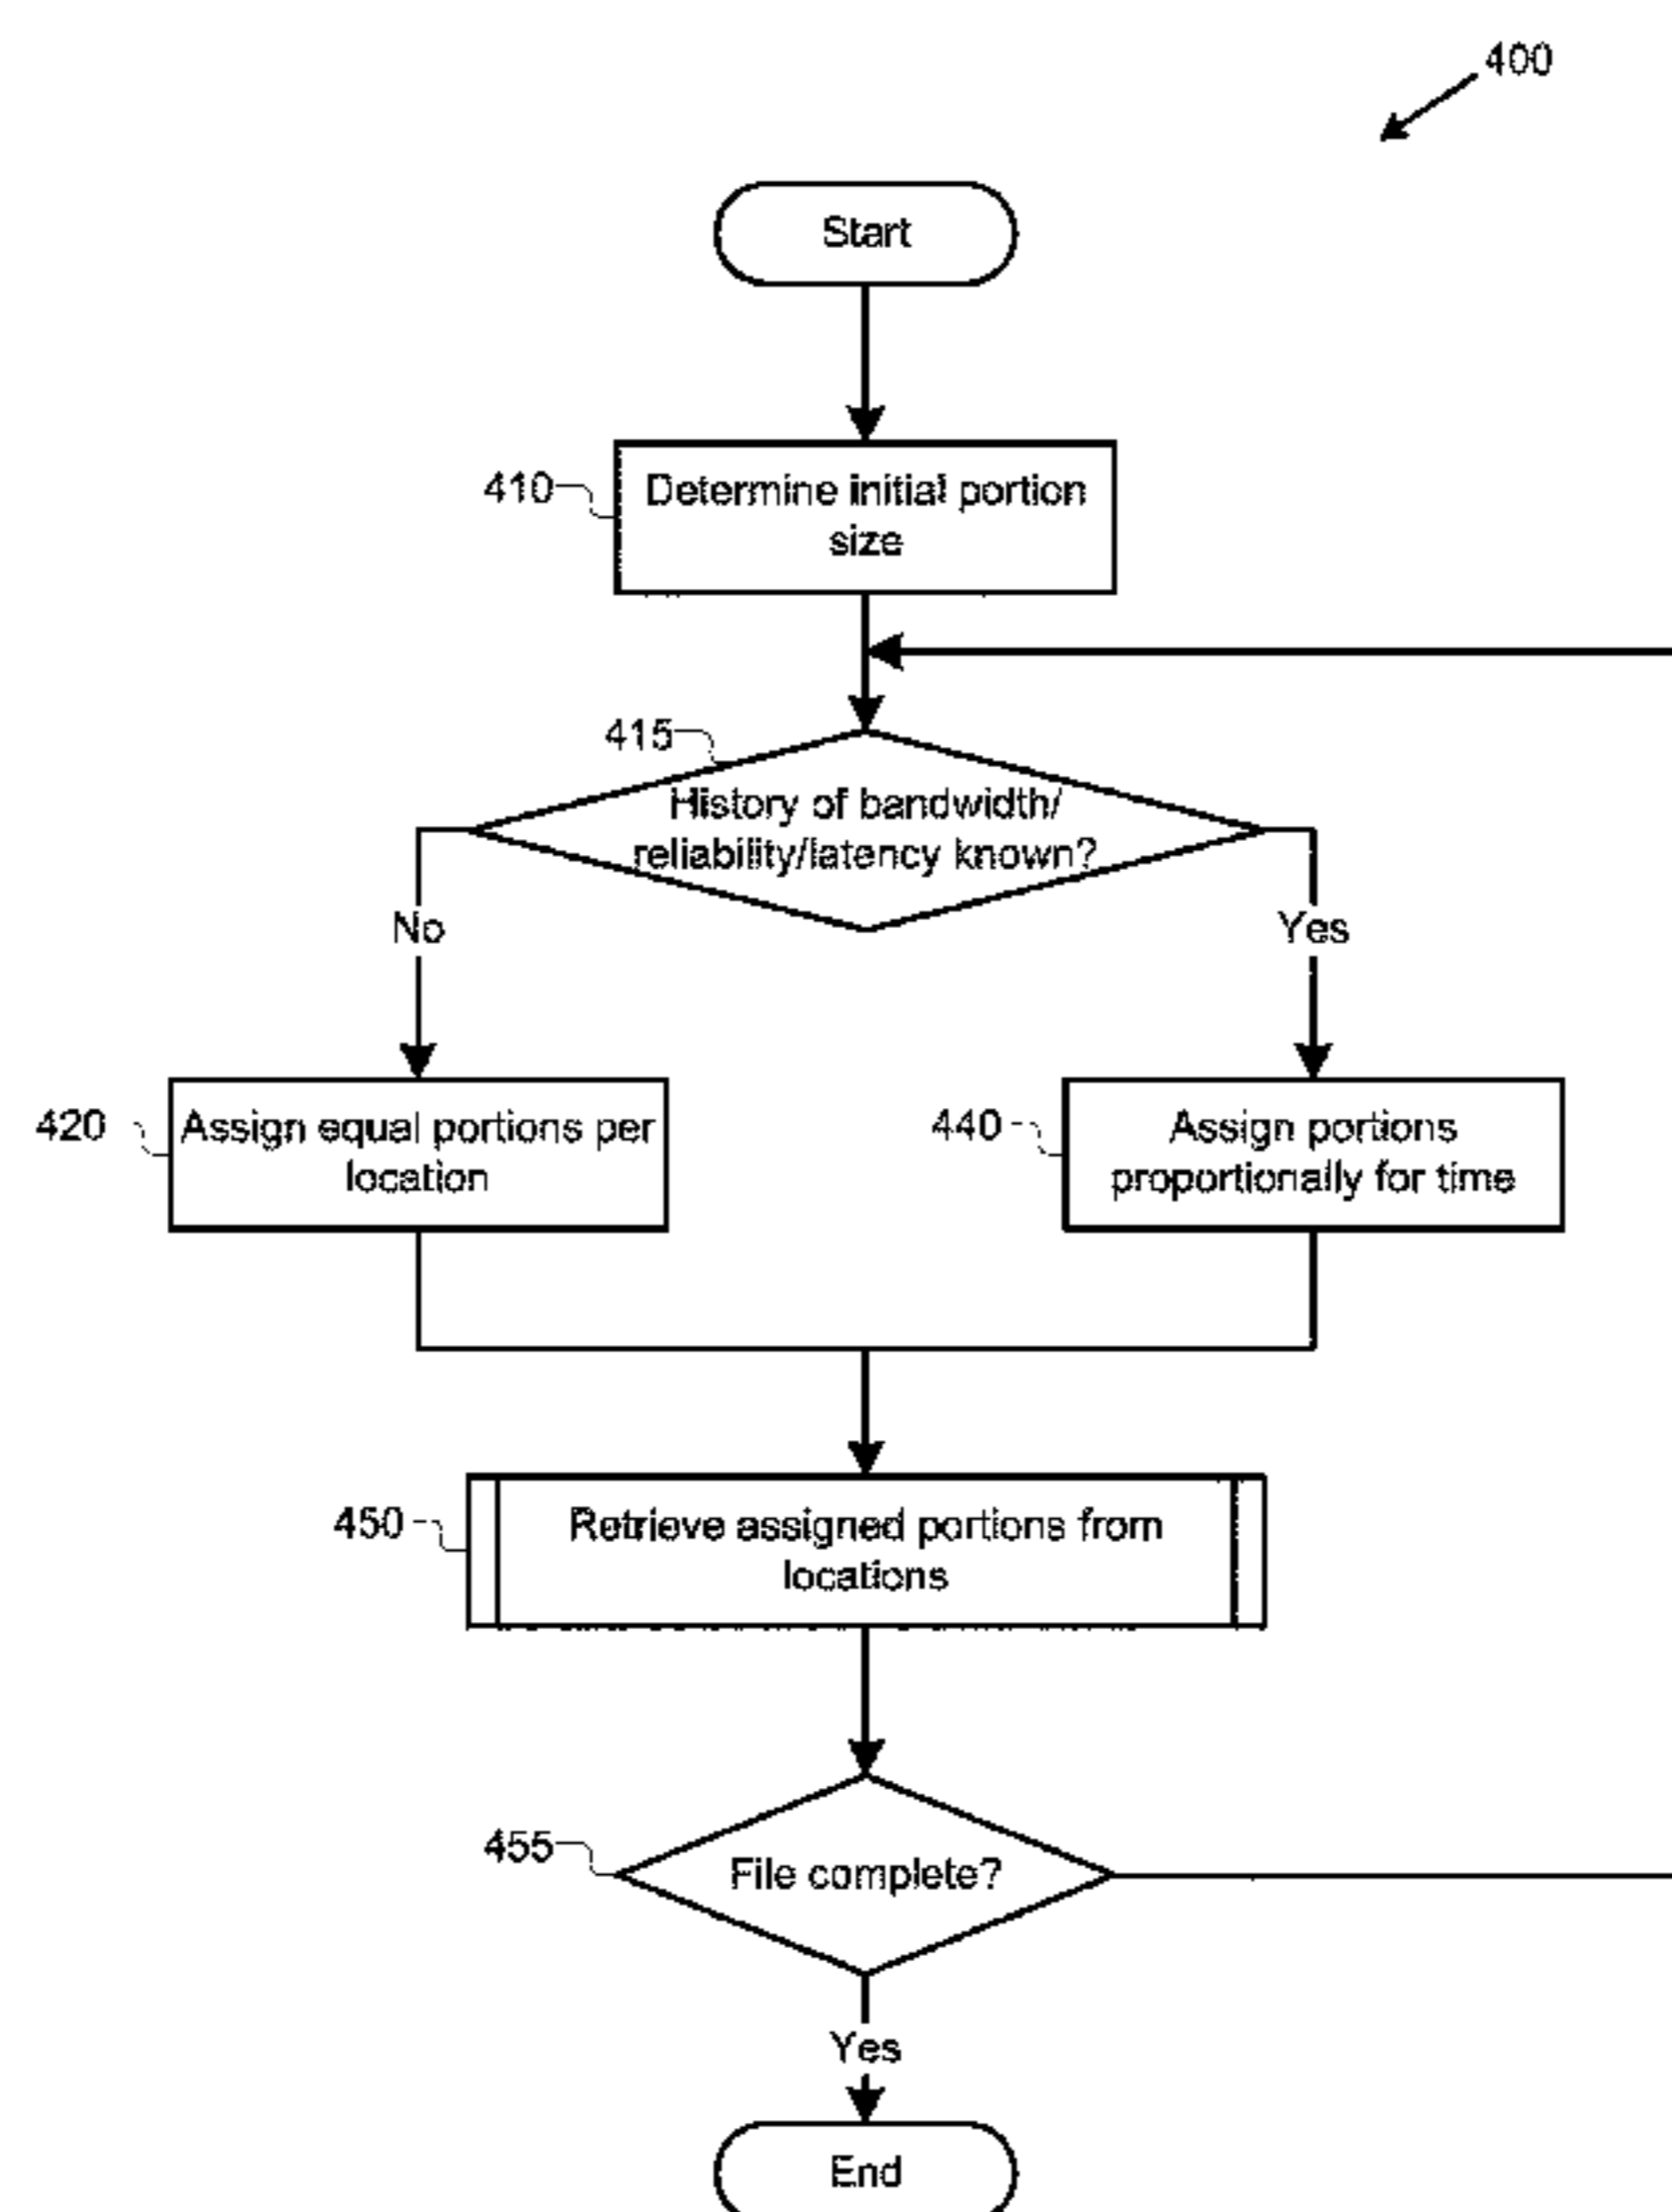 400
Start
410
Determine initial portion
size
415
History of bandwidth/
reliability/latency known?
No
Yes
420
Assign equal portions per
location
440
Assign portions
proportionally for time
450
Retrieve assigned portions from
locations
455
File complete?
Yes
End